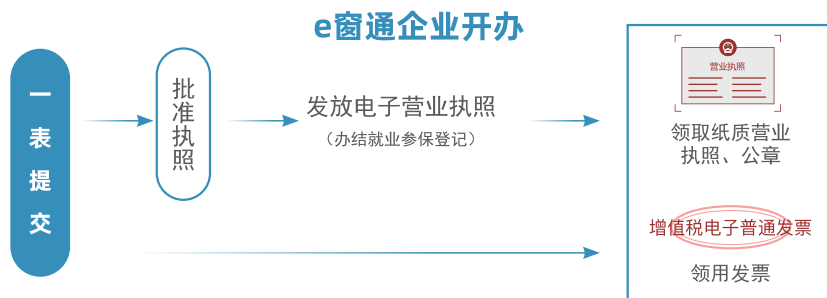 e窗通企业开办
一表提交
批准执照
发放电子营业执照
（办结就业参保登记）
营业执照
领取纸质营业
执照、公章
增值税电子普通发票
领用发票